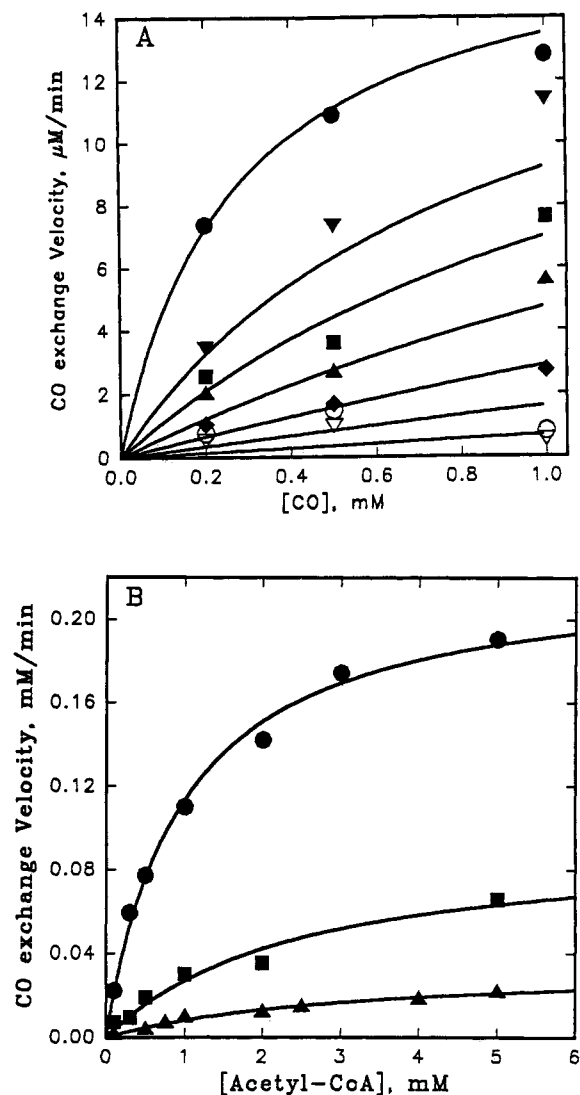 A
CO exchange Velocity, μM/min
14
12
10
8
6
4
2
0
0.0 0.2 0.4 0.6 0.8 1.0
[CO], mM
B
CO exchange Velocity, mM/min
0.20
0.16
0.12
0.08
0.04
0.00
0 1 2 3 4 5 6
[Acetyl-CoA], mM